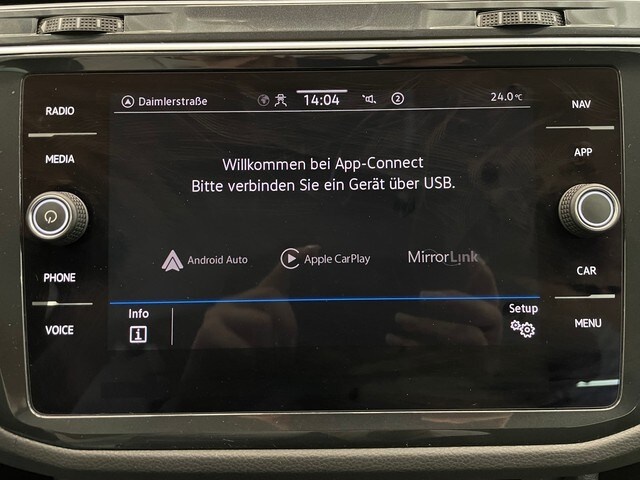 RADIO
MEDIA
PHONE
VOICE
Daimlerstraße 14:04 2 24.0°C
Willkommen bei App-Connect
Bitte verbinden Sie ein Gerät über USB.
Android Auto Apple CarPlay MirrorLink
Info Setup
NAV
APP
CAR
MENU